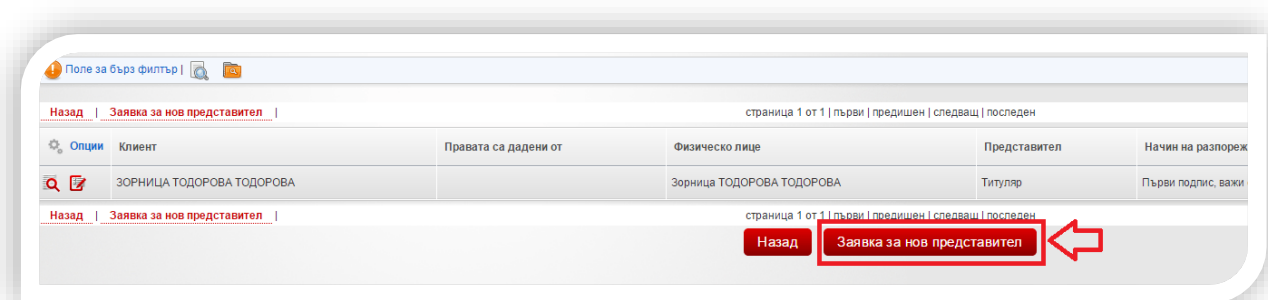 Поле за бърз филтър |
Назад | Заявка за нов представител | страница 1 от 1 | първи | предишен | следващ | последен
Опции Клиент Правата са дадени от Физическо лице Представител Начин на разпореж
ЗОРНИЦА ТОДОРОВА ТОДОРОВА Зорница ТОДОРОВА ТОДОРОВА Титуляр Първи подпис, важи
Назад | Заявка за нов представител | страница 1 от 1 | първи | предишен | следващ | последен
Назад Заявка за нов представител